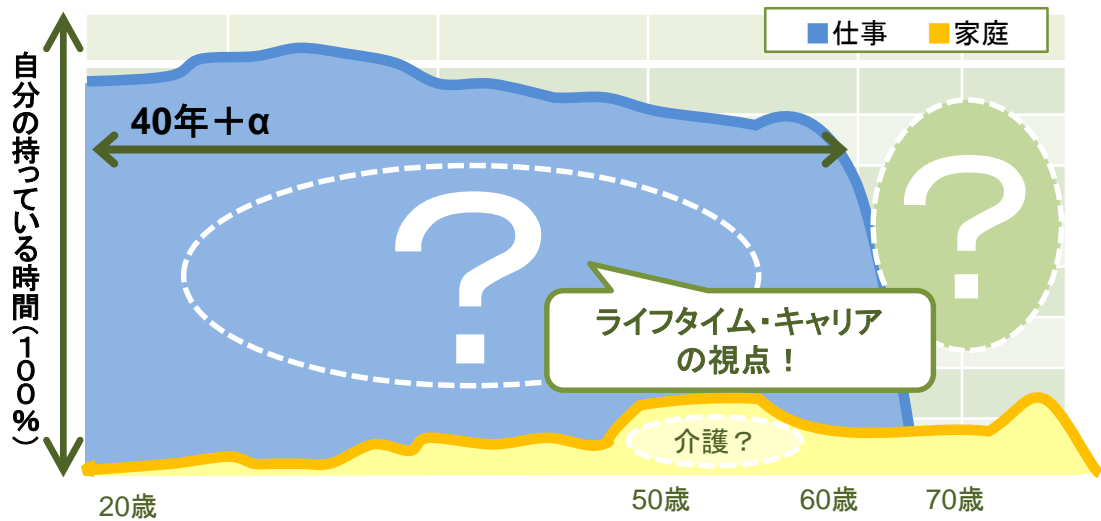 仕事 家庭
自分の持っている時間(100%)
40年+α
?
?
ライフタイム・キャリア
の視点!
介護?
20歳 50歳 60歳 70歳